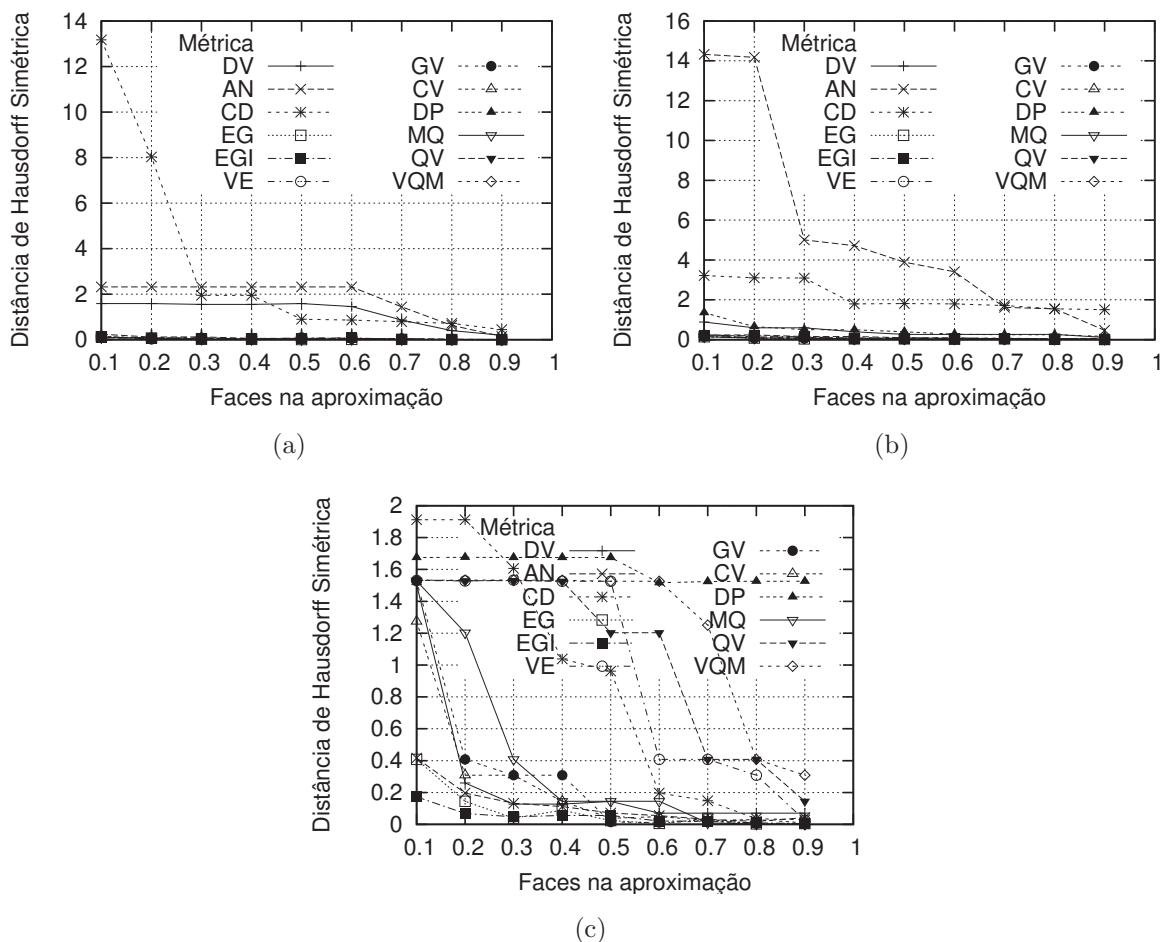 Distância de Hausdorff Simétrica
14
12
10
8
6
4
2
0
Métrica
DV
AN
CD
EG
EGI
VE
GV
CV
DP
MQ
QV
VQM
0.1 0.2 0.3 0.4 0.5 0.6 0.7 0.8 0.9 1
Faces na aproximação
(a)
Distância de Hausdorff Simétrica
16
14
12
10
8
6
4
2
0
Métrica
DV
AN
CD
EG
EGI
VE
GV
CV
DP
MQ
QV
VQM
0.1 0.2 0.3 0.4 0.5 0.6 0.7 0.8 0.9 1
Faces na aproximação
(b)
Distância de Hausdorff Simétrica
2
1.8
1.6
1.4
1.2
1
0.8
0.6
0.4
0.2
0
Métrica
DV
AN
CD
EG
EGI
VE
GV
CV
DP
MQ
QV
VQM
0.1 0.2 0.3 0.4 0.5 0.6 0.7 0.8 0.9 1
Faces na aproximação
(c)